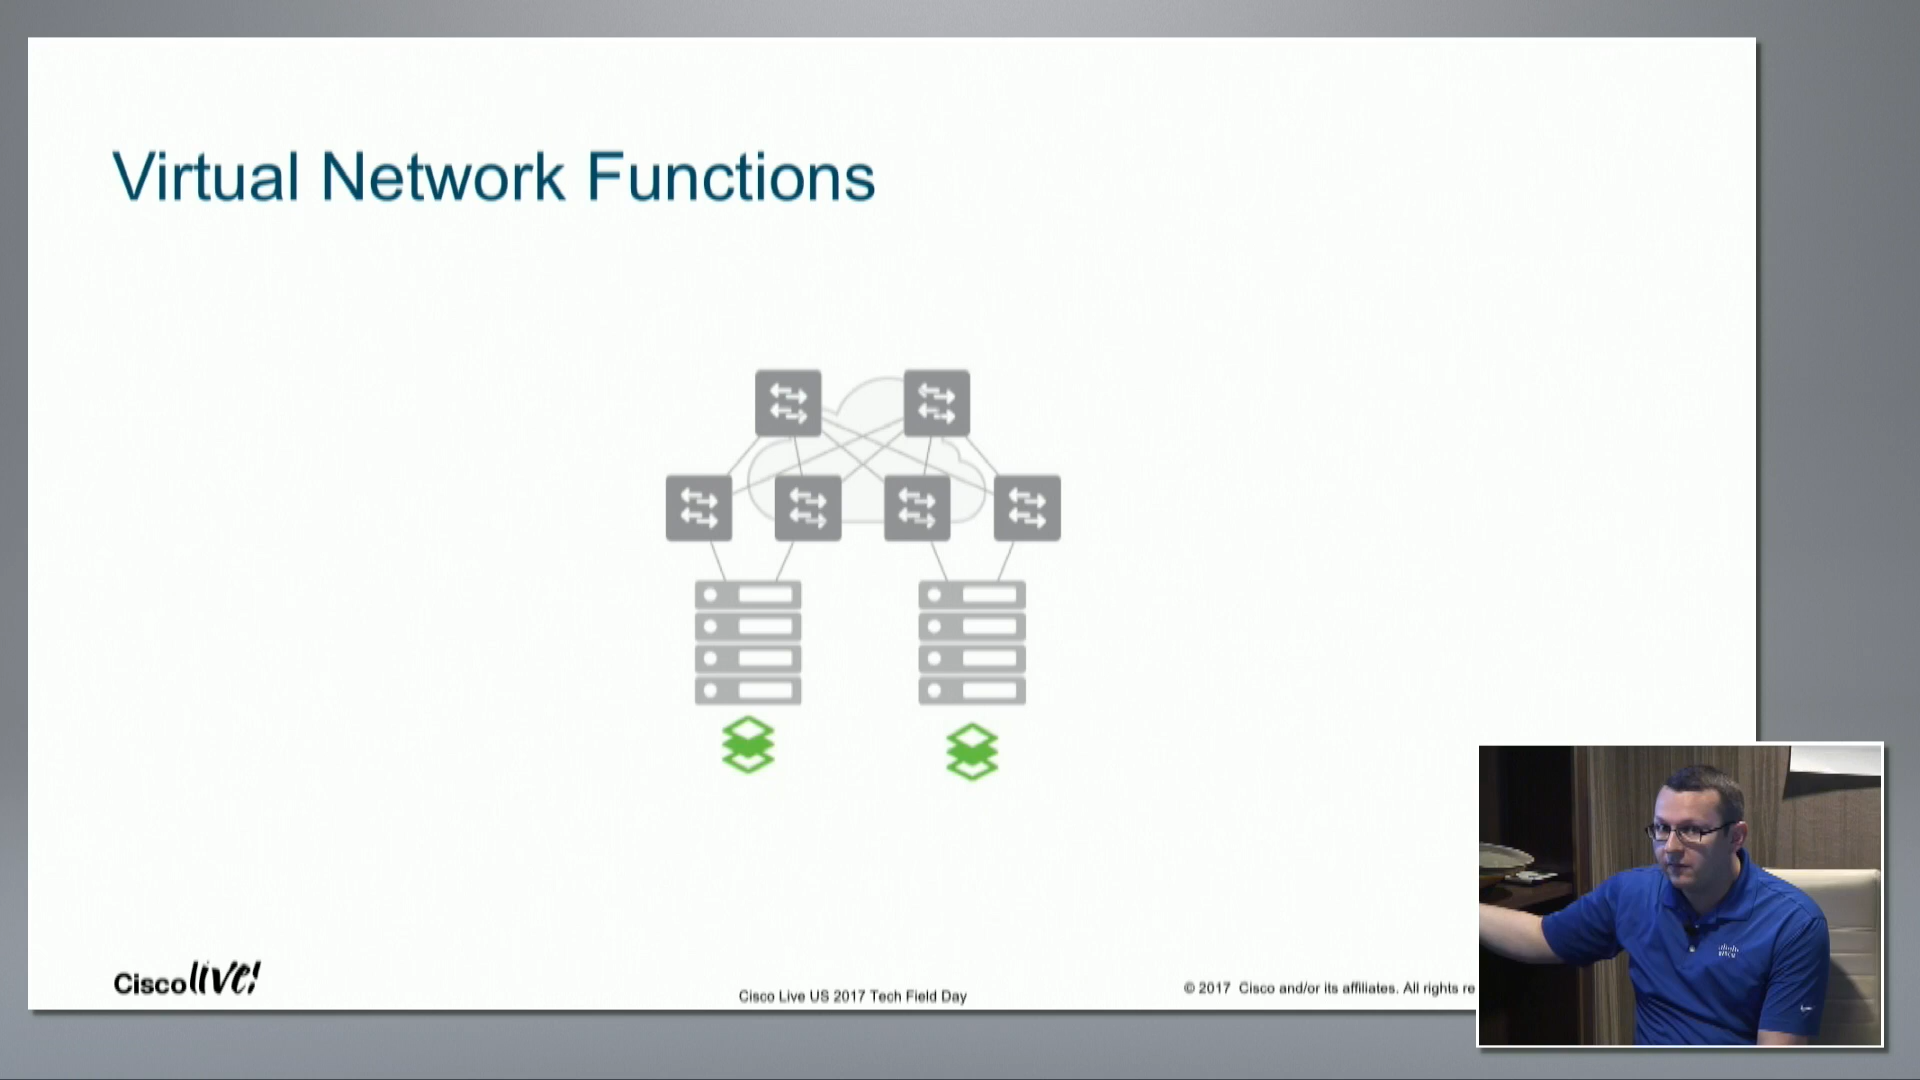 Virtual Network Functions
Cisco live!
Cisco Live US 2017 Tech Field Day
© 2017 Cisco and/or its affiliates. All rights re